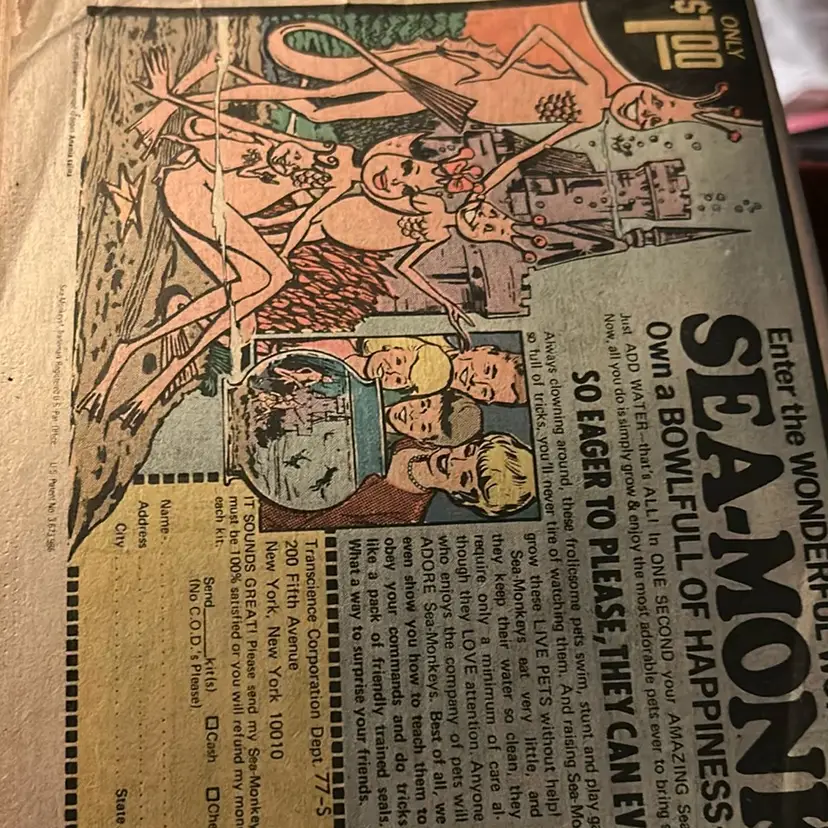 ONLY
$1.00
Enter the WONDERFUL
SEA-MON
Own a BOWLFULL OF HAPPINESS
Just ADD WATER—that's ALL! In ONE SECOND your AMAZING
Now, all you do is simply grow & enjoy the most adorable pets ever to bring
SO EAGER TO PLEASE, THEY CAN EV
Always clowning around, these frolicsome pets swim, stunt and play
so full of tricks, you'll never tire of watching them. And raising Sea-Mo
grow these LIVE PETS without help!
Sea-Monkeys eat very little, and
they keep their water so clean, they
require only a minimum of care al-
though they LOVE attention. Anyone
who enjoys the company of pets will
ADORE Sea-Monkeys. Best of all, we
even show you how to teach them to
obey your commands and do tricks
like a pack of friendly trained seals.
What a way to surprise your friends.
Transcience Corporation Dept. 77-S
200 Fifth Avenue
New York, New York 10010
IT SOUNDS GREAT! Please send my Sea-Monkey
must be 100% satisfied or you will refund my mon
each kit.
Send____kit(s) ☐ Cash ☐ Che
(No C.O.D.'s Please)
Name
Address
City State
Sea-Monkeys® Trademark Registered U.S. Pat. Office. U.S. Patent No.